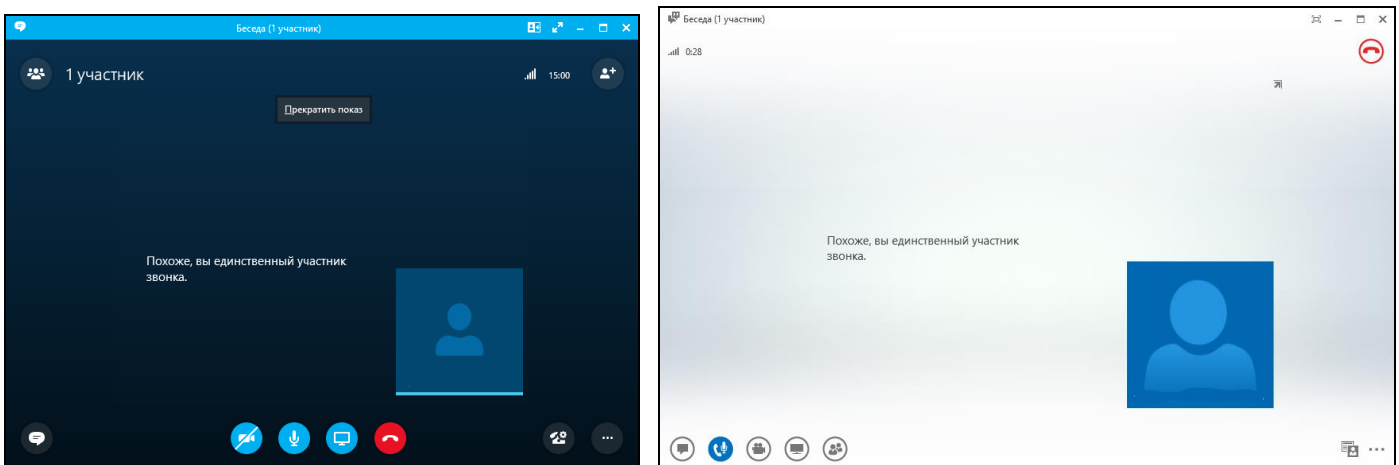 Беседа (1 участник)
1 участник
15:00
Прекратить показ
Похоже, вы единственный участник
звонка.
Беседа (1 участник)
0:28
Похоже, вы единственный участник
звонка.